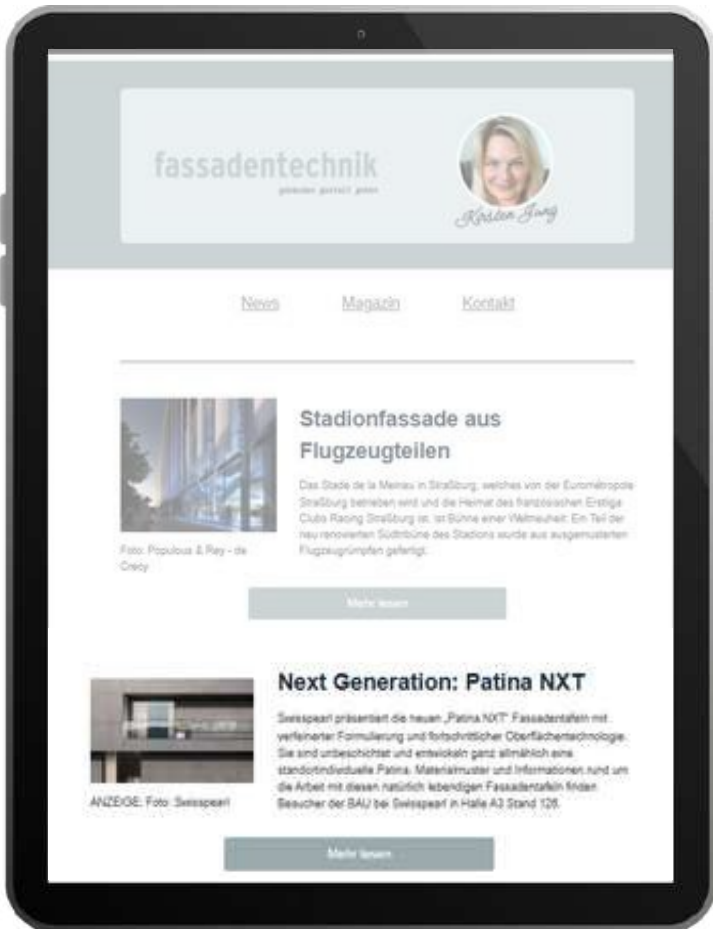 fassadentechnik
Kirsten Jung
News Magazin Kontakt
Stadionfassade aus
Flugzeugteilen
Das Stade de la Meinau in Straßburg, welches von der Eurométropole
Straßburg betrieben wird und die Heimat des französischen Erstliga
Clubs Racing Straßburg ist, ist Bühne einer Weltneuheit: Ein Teil der
neu renovierten Südtribüne des Stadions wurde aus ausgemusterten
Flugzeugrümpfen gefertigt.
Foto: Populous & Rey - de
Crecy
Mehr lesen
Next Generation: Patina NXT
Swisspearl präsentiert die neuen „Patina NXT“ Fassadentafeln mit
verfeinerter Formulierung und fortschrittlicher Oberflächentechnologie.
Sie sind unbeschichtet und entwickeln ganz allmählich eine
standortindividuelle Patina. Materialmuster und Informationen rund um
die Arbeit mit diesen natürlich lebendigen Fassadentafeln finden
Besucher der BAU bei Swisspearl in Halle A3 Stand 126.
ANZEIGE; Foto: Swisspearl
Mehr lesen